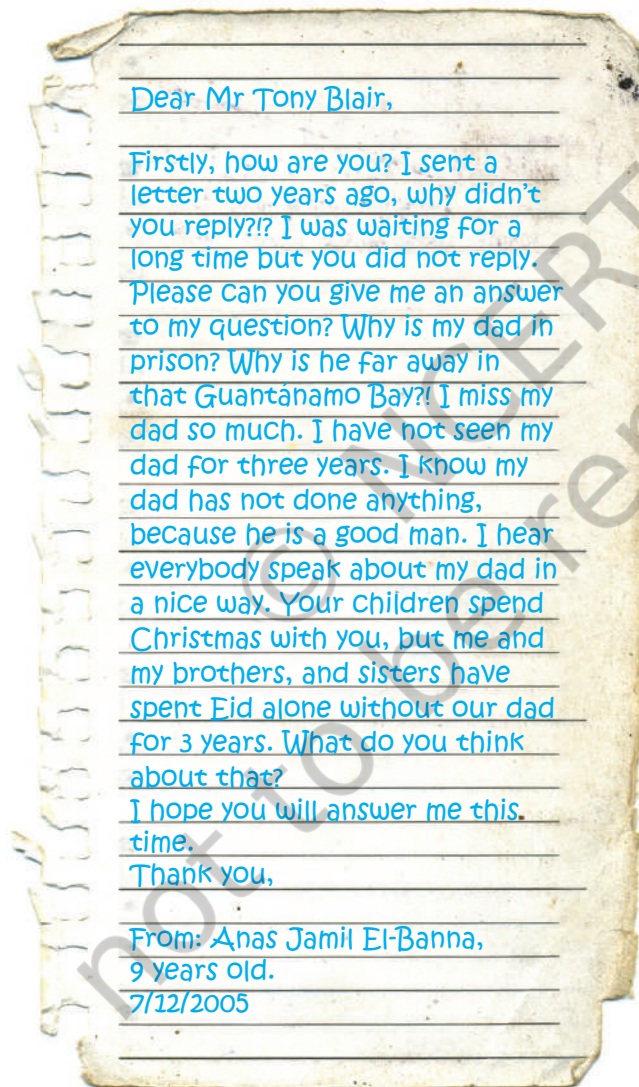 Dear Mr Tony Blair,
Firstly, how are you? I sent a
letter two years ago, why didn't
you reply?!? I was waiting for a
long time but you did not reply.
Please can you give me an answer
to my question? Why is my dad in
prison? Why is he far away in
that Guantánamo Bay?! I miss my
dad so much. I have not seen my
dad for three years. I know my
dad has not done anything,
because he is a good man. I hear
everybody speak about my dad in
a nice way. Your children spend
Christmas with you, but me and
my brothers, and sisters have
spent Eid alone without our dad
for 3 years. What do you think
about that?
I hope you will answer me this
time.
Thank you,
From: Anas Jamil El-Banna,
9 years old.
7/12/2005
© NCERT
not to be